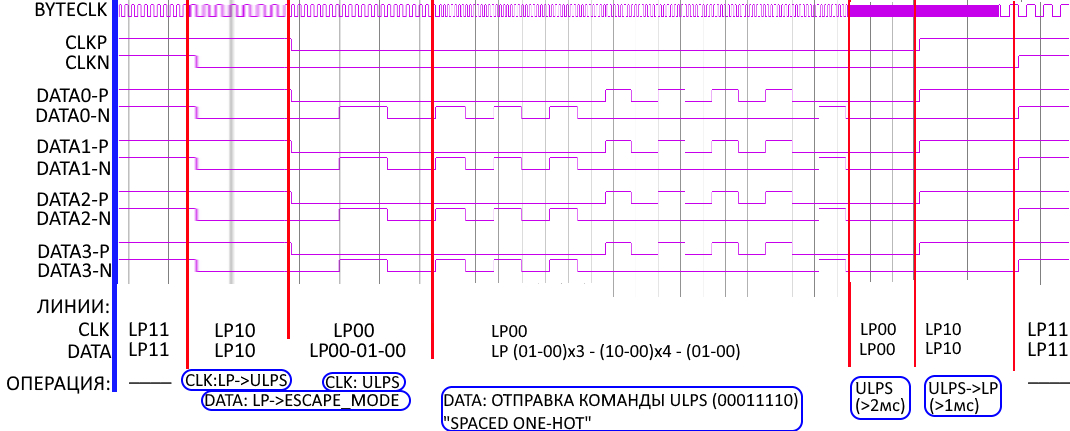 BYTECLK
CLKP
CLKN
DATA0-P
DATA0-N
DATA1-P
DATA1-N
DATA2-P
DATA2-N
DATA3-P
DATA3-N
ЛИНИИ:
CLK LP11 LP10 LP00 LP00 LP00 LP10 LP11
DATA LP11 LP10 LP00-01-00 LP (01-00)x3 - (10-00)x4 - (01-00) LP00 LP10 LP11
ОПЕРАЦИЯ:
CLK:LP->ULPS
CLK: ULPS
DATA: LP->ESCAPE_MODE
DATA: ОТПРАВКА КОМАНДЫ ULPS (00011110)
"SPACED ONE-HOT"
ULPS
(>2мс)
ULPS->LP
(>1мс)